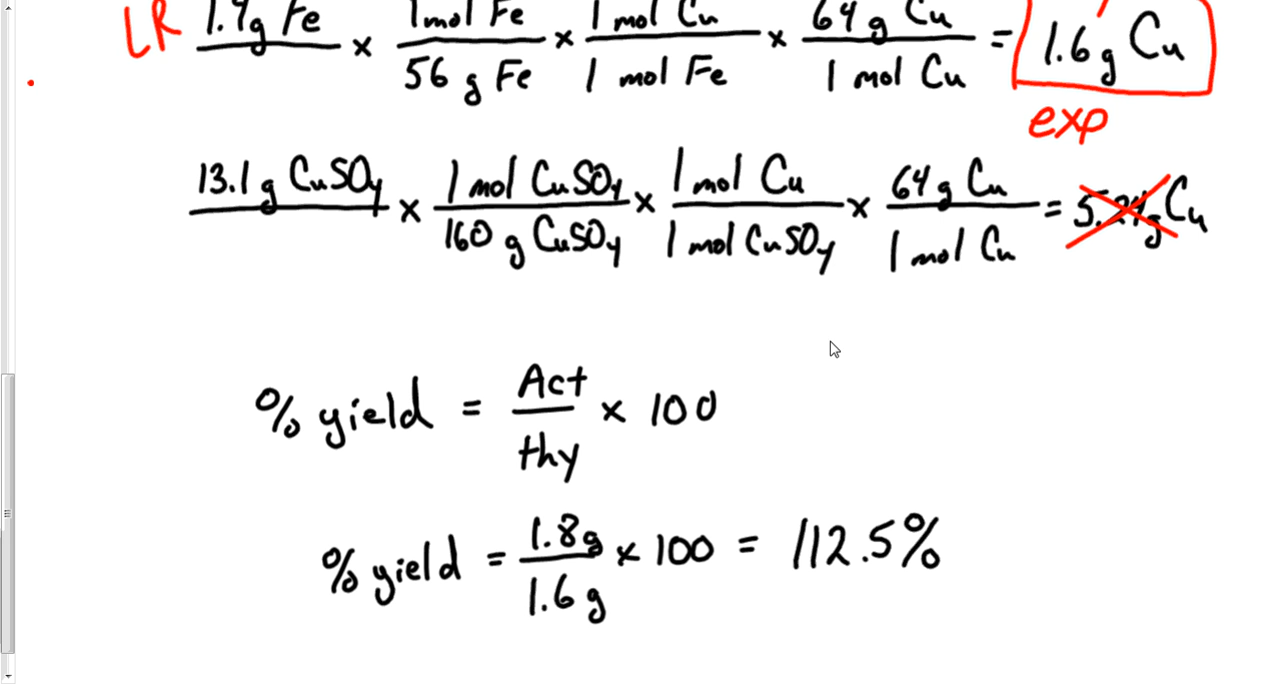 LR 1.4g Fe × 1 mol Fe × 1 mol Cu × 64 g Cu = 1.6 g Cu
56 g Fe 1 mol Fe 1 mol Cu
exp
13.1 g CuSO4 × 1 mol CuSO4 × 1 mol Cu × 64 g Cu = Cu
160 g CuSO4 1 mol CuSO4 1 mol Cu
% yield = Act × 100
thy
% yield = 1.8g × 100 = 112.5%
1.6 g